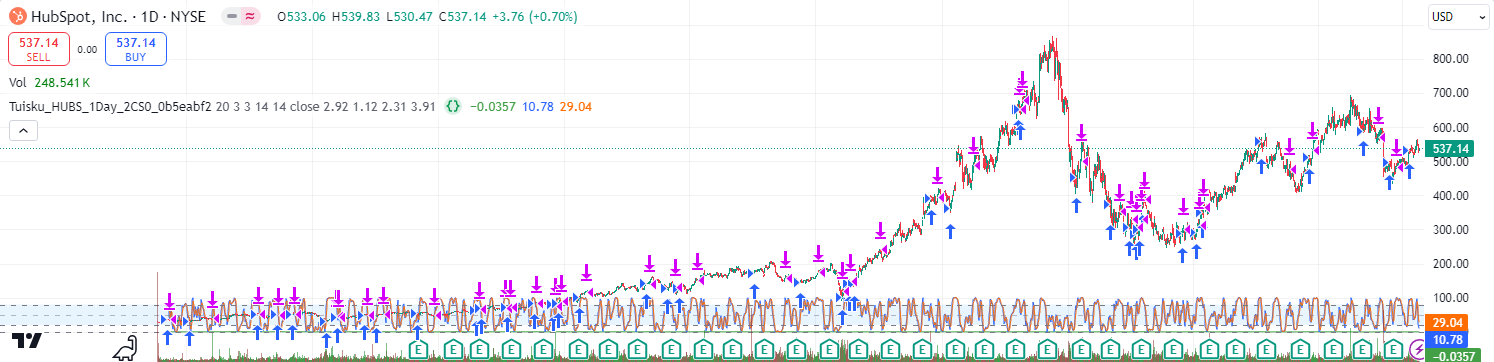 HubSpot, Inc. · 1D · NYSE O533.06 H539.83 L530.47 C537.14 +3.76 (+0.70%) USD
537.14 0.00 537.14
SELL BUY
Vol 248.541 K
Tuisku_HUBS_1Day_2CS0_0b5eabf2 20 3 3 14 14 close 2.92 1.12 2.31 3.91 {} −0.0357 10.78 29.04
800.00
700.00
600.00
537.14
500.00
400.00
300.00
200.00
100.00
29.04
10.78
−0.0357
E E E E E E E E E E E E E E E E E E E E E E E E E E E E E E E E